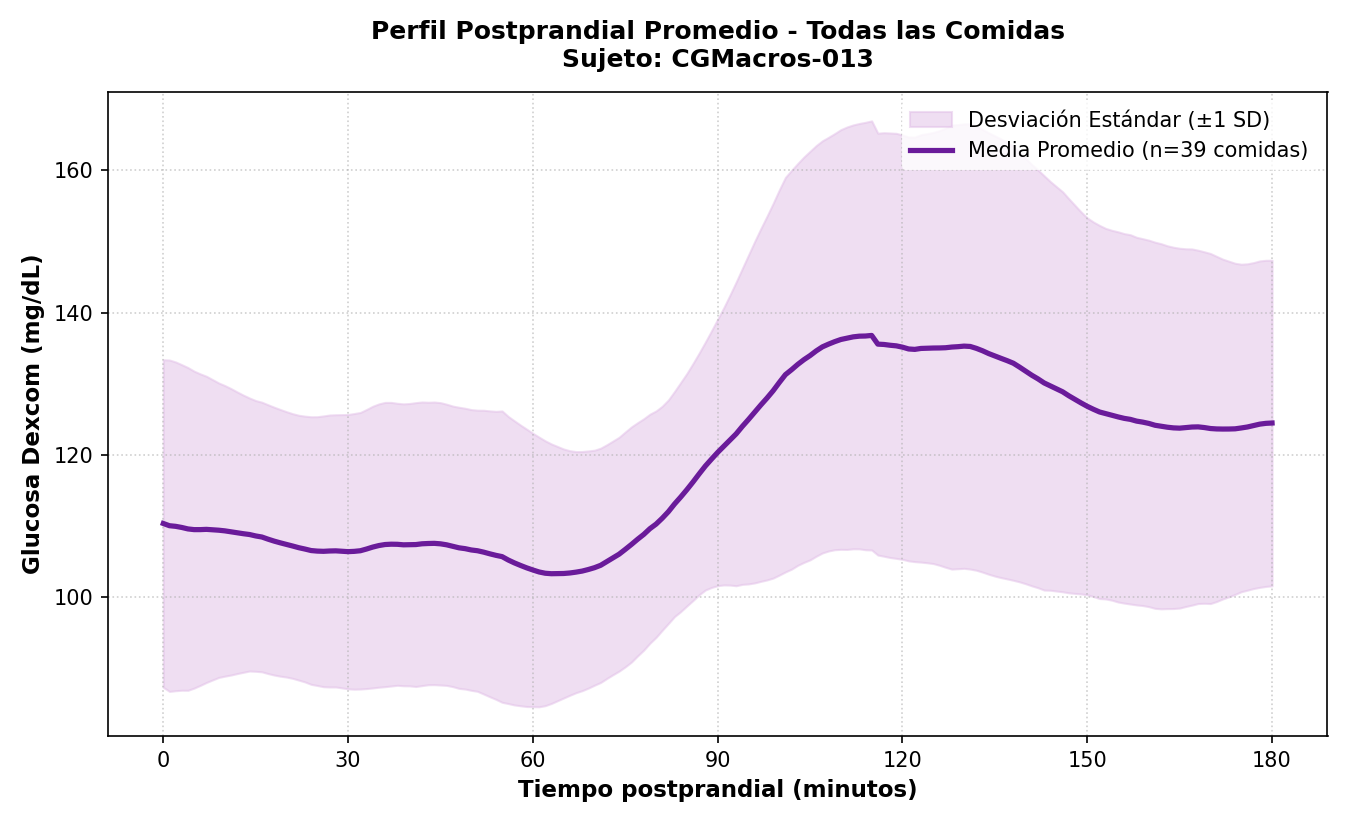 Perfil Postprandial Promedio - Todas las Comidas
Sujeto: CGMacros-013
Desviación Estándar (±1 SD)
Media Promedio (n=39 comidas)
Glucosa Dexcom (mg/dL)
160
140
120
100
0 30 60 90 120 150 180
Tiempo postprandial (minutos)